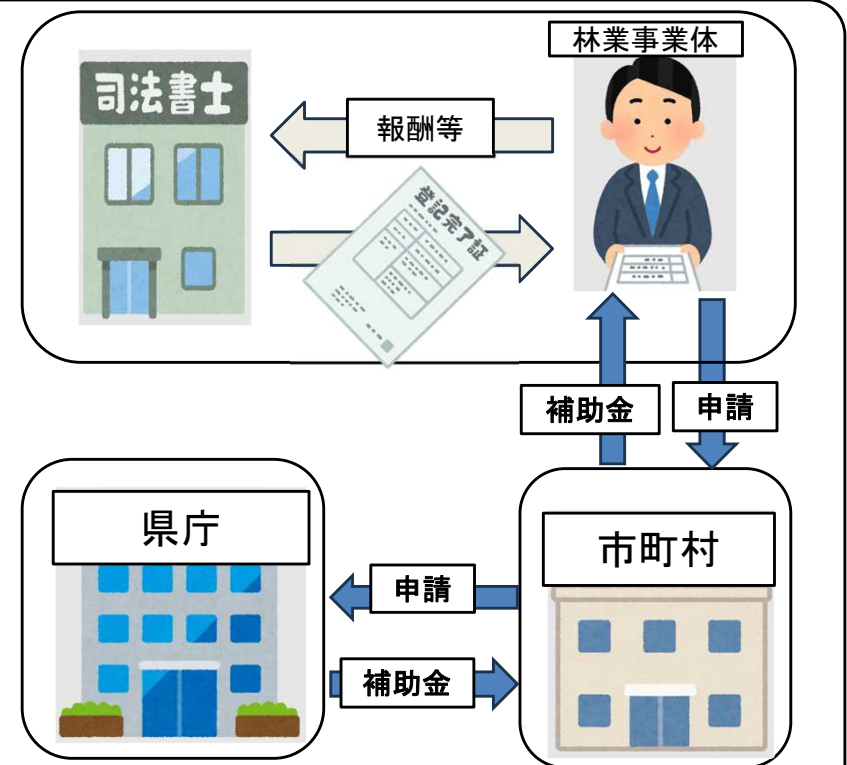 林業事業体
司法書士
報酬等
登記完了証
補助金
申請
県庁
市町村
申請
補助金